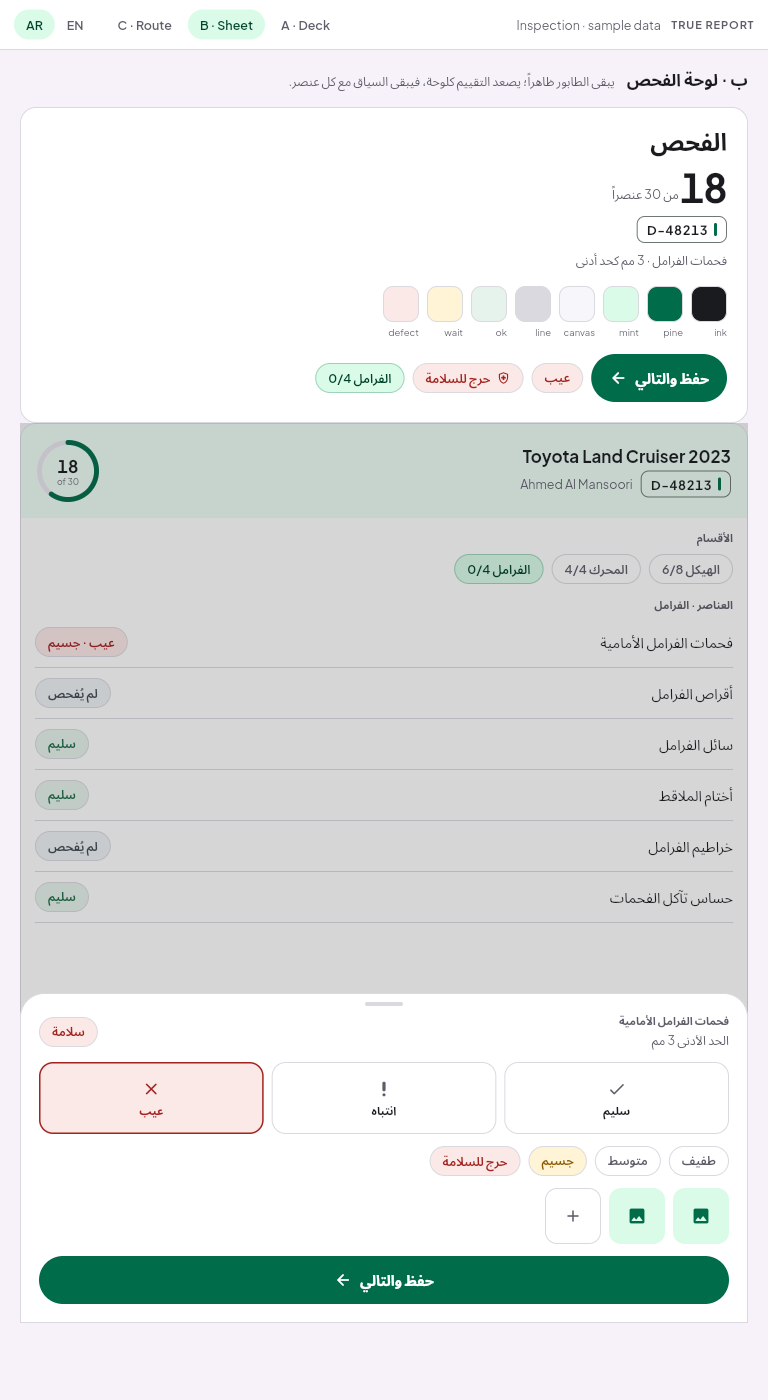 AR EN C · Route B · Sheet A · Deck Inspection · sample data TRUE REPORT
ب · لوحة الفحص يبقى الطابور ظاهراً؛ يصعد التقييم كلوحة، فيبقى السياق مع كل عنصر.
الفحص
18 من 30 عنصراً
D-48213
فحمات الفرامل · 3 مم كحد أدنى
ink pine mint canvas line ok wait defect
حفظ والتالي عيب حرج للسلامة الفرامل 0/4
Toyota Land Cruiser 2023
D-48213 Ahmed Al Mansoori
18
of 30
الأقسام
الهيكل 6/8 المحرك 4/4 الفرامل 0/4
العناصر · الفرامل
فحمات الفرامل الأمامية عيب · جسيم
أقراص الفرامل لم يُفحص
سائل الفرامل سليم
أختام الملاقط سليم
خراطيم الفرامل لم يُفحص
حساس تآكل الفحمات سليم
فحمات الفرامل الأمامية
الحد الأدنى 3 مم
سلامة
سليم انتباه عيب
طفيف متوسط جسيم حرج للسلامة
حفظ والتالي